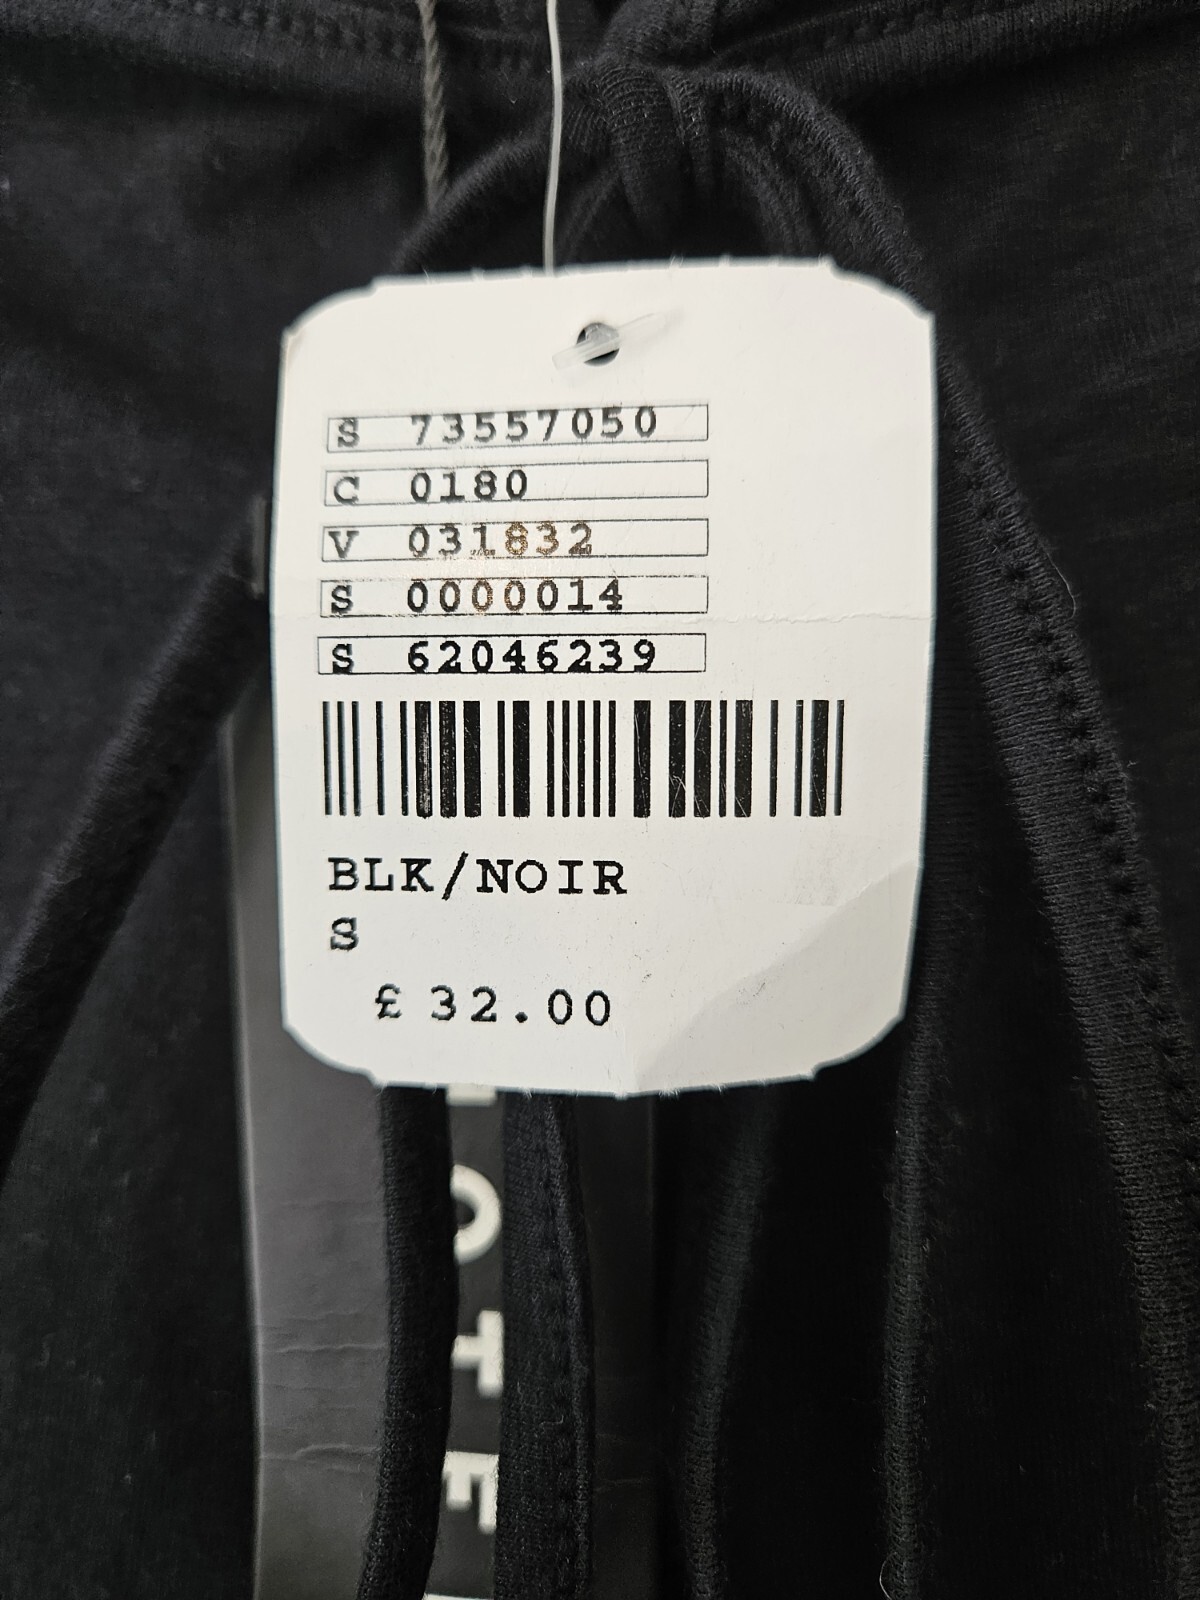 S 73557050
C 0180
V 031832
S 0000014
S 62046239
BLK/NOIR
S
£ 32.00